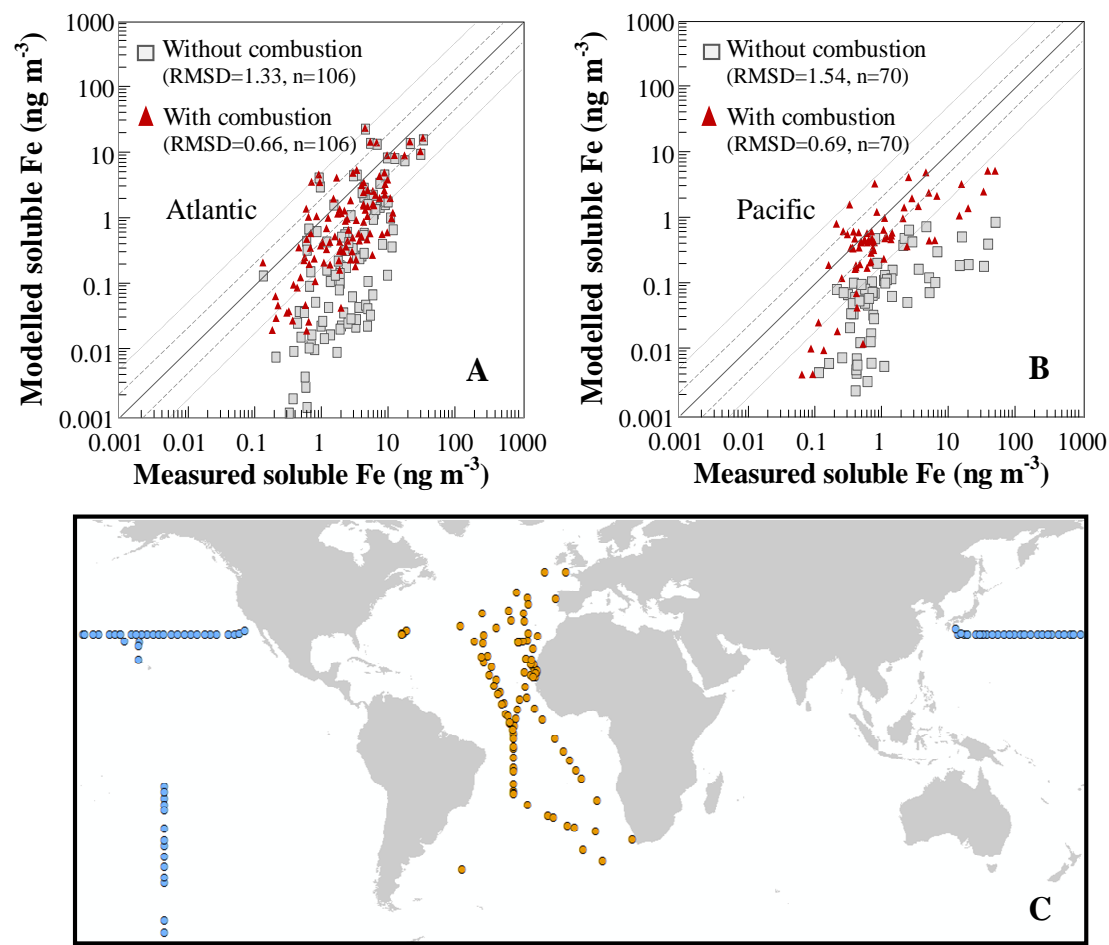 Modelled soluble Fe (ng m-3)
1000
100
10
1
0.1
0.01
0.001
Without combustion
(RMSD=1.33, n=106)
With combustion
(RMSD=0.66, n=106)
Atlantic
A
0.001
0.01
0.1
1
10
100
1000
Measured soluble Fe (ng m-3)
Modelled soluble Fe (ng m-3)
1000
100
10
1
0.1
0.01
0.001
Without combustion
(RMSD=1.54, n=70)
With combustion
(RMSD=0.69, n=70)
Pacific
B
0.001
0.01
0.1
1
10
100
1000
Measured soluble Fe (ng m-3)
C